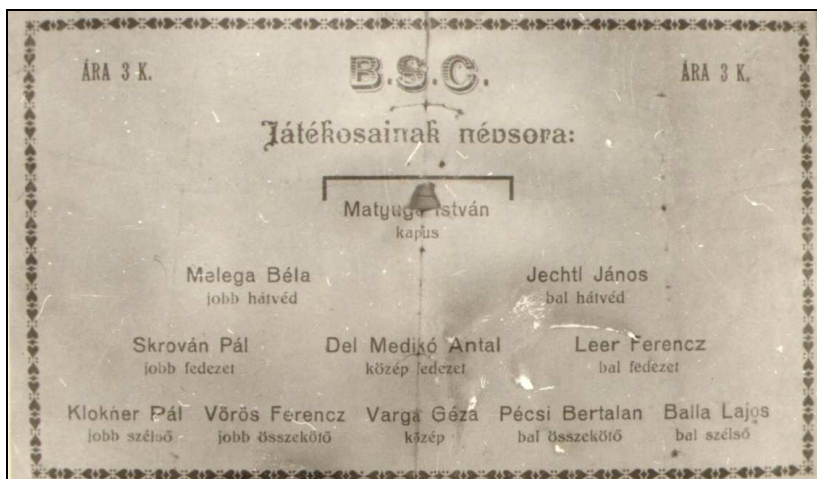 ÁRA 3 K. B.S.C. ÁRA 3 K.
Játékosainak névsora:
Matyuga István
kapus
Melega Béla Jechtl János
jobb hátvéd bal hátvéd
Skrován Pál Del Medikó Antal Leer Ferencz
jobb fedezet közép fedezet bal fedezet
Klokner Pál Vörös Ferencz Varga Géza Pécsi Bertalan Balla Lajos
jobb szélső jobb összekötő közép bal összekötő bal szélső